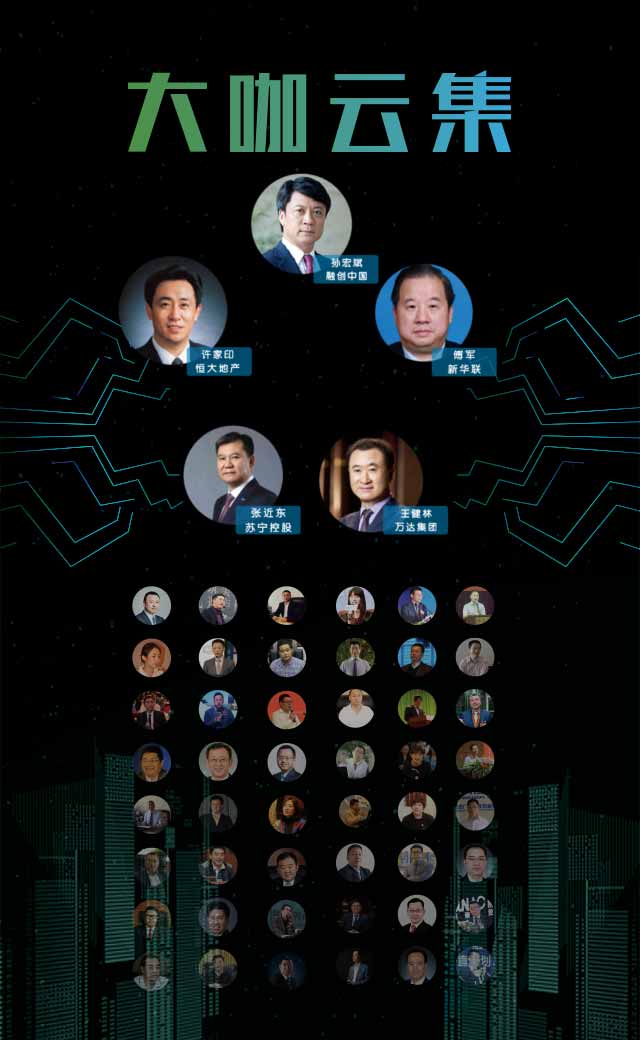 大咖云集
孙宏斌
融创中国
许家印
恒大地产
傅军
新华联
张近东
苏宁控股
王健林
万达集团